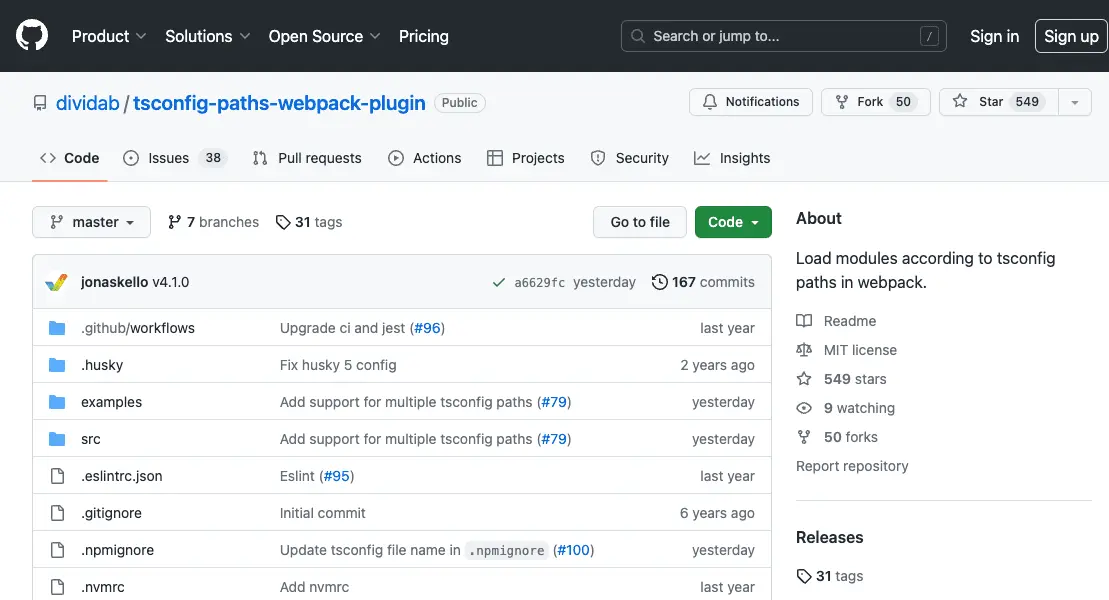 Product Solutions Open Source Pricing Search or jump to... / Sign in Sign up
dividab / tsconfig-paths-webpack-plugin Public Notifications Fork 50 Star 549
Code Issues 38 Pull requests Actions Projects Security Insights
master 7 branches 31 tags Go to file Code
jonaskello v4.1.0 a6629fc yesterday 167 commits
.github/workflows Upgrade ci and jest (#96) last year
.husky Fix husky 5 config 2 years ago
examples Add support for multiple tsconfig paths (#79) yesterday
src Add support for multiple tsconfig paths (#79) yesterday
.eslintrc.json Eslint (#95) last year
.gitignore Initial commit 6 years ago
.npmignore Update tsconfig file name in .npmignore (#100) yesterday
.nvmrc Add nvmrc last year
About
Load modules according to tsconfig
paths in webpack.
Readme
MIT license
549 stars
9 watching
50 forks
Report repository
Releases
31 tags